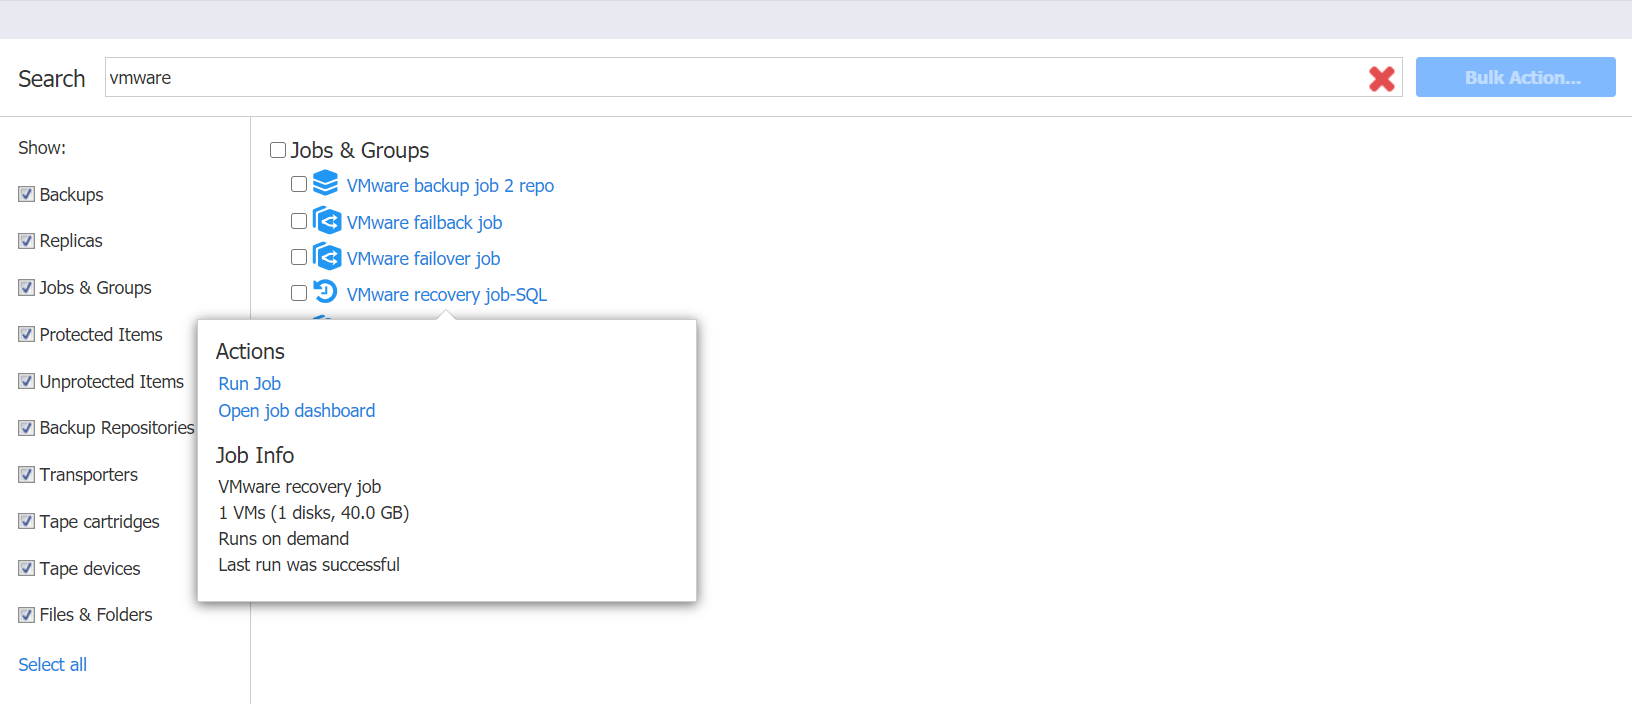 Search
vmware
Bulk Action...
Show:
Backups
Replicas
Jobs & Groups
Protected Items
Unprotected Items
Backup Repositories
Transporters
Tape cartridges
Tape devices
Files & Folders
Select all
Jobs & Groups
VMware backup job 2 repo
VMware failback job
VMware failover job
VMware recovery job-SQL
Actions
Run Job
Open job dashboard
Job Info
VMware recovery job
1 VMs (1 disks, 40.0 GB)
Runs on demand
Last run was successful